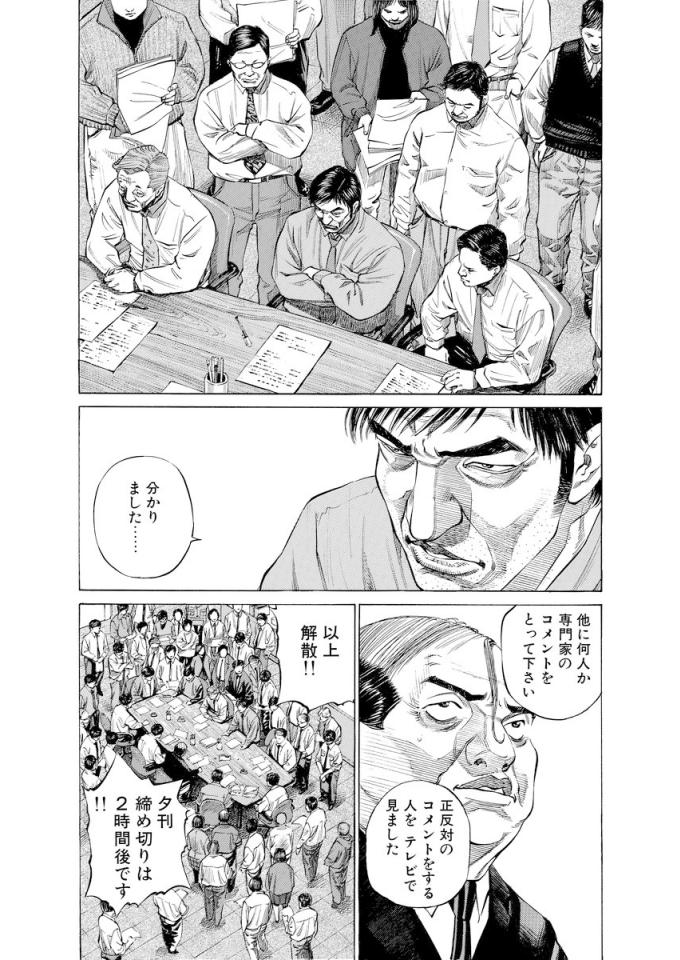 分かり
ました……
他に何人か
専門家の
コメントを
とって下さい
正反対の
コメントをする
人を テレビで
見ました
以上
解散!!
夕刊
締め切りは
2時間後です
!!